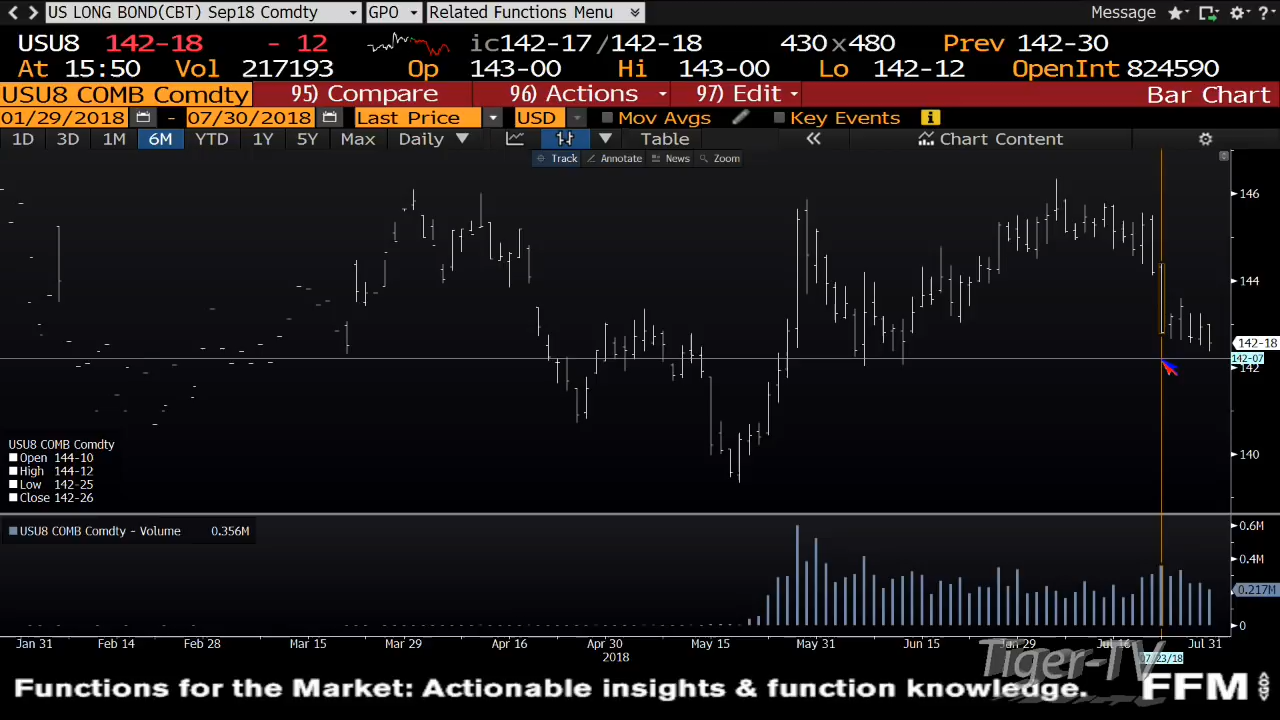 US LONG BOND(CBT) Sep18 Comdty GPO Related Functions Menu Message
USU8 142-18 - 12 ic142-17/142-18 430x480 Prev 142-30
At 15:50 Vol 217193 Op 143-00 Hi 143-00 Lo 142-12 OpenInt 824590
USU8 COMB Comdty 95) Compare 96) Actions 97) Edit Bar Chart
01/29/2018 - 07/30/2018 Last Price USD Mov Avgs Key Events
1D 3D 1M 6M YTD 1Y 5Y Max Daily Table Chart Content
Track Annotate News Zoom
146
144
142-18
142-07
142
140
USU8 COMB Comdty
Open 144-10
High 144-12
Low 142-25
Close 142-26
USU8 COMB Comdty - Volume 0.356M
0.6M
0.4M
0.217M
0
Jan 31 Feb 14 Feb 28 Mar 15 Mar 29 Apr 16 Apr 30 May 15 May 31 Jun 15 Jun 29 Jul 16 Jul 31
2018
07/23/18
Tiger-TV
Functions for the Market: Actionable insights & function knowledge. FFM